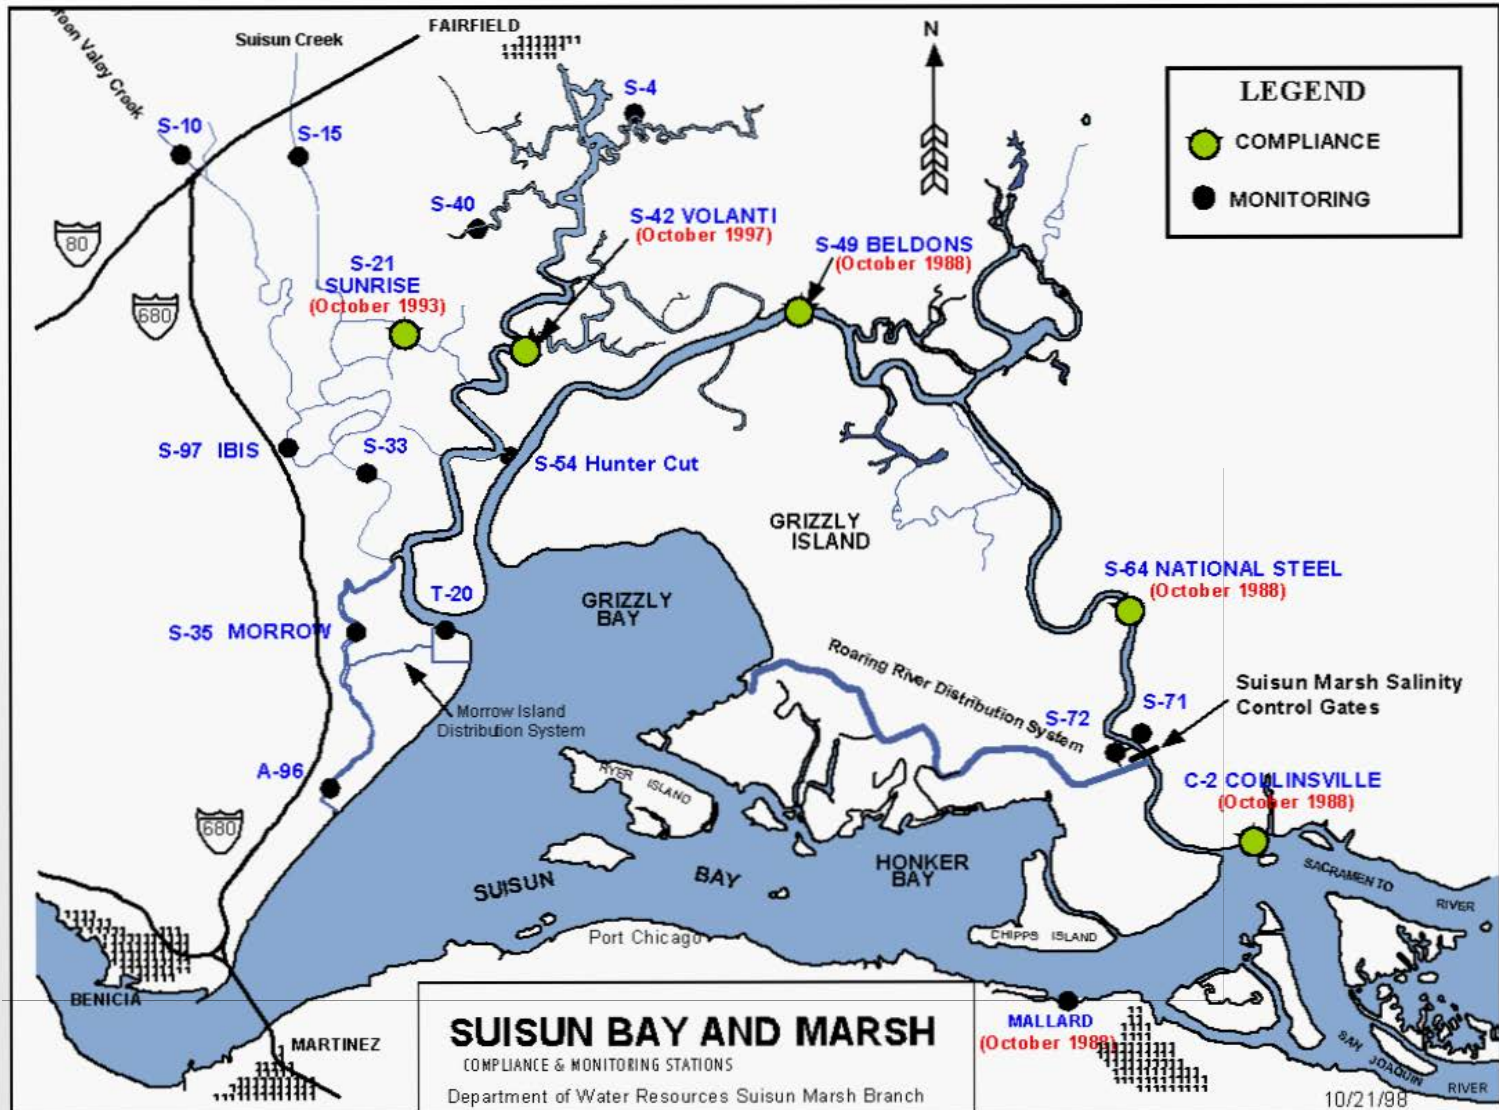 FAIRFIELD
N
Suisun Creek
Green Valey Creek
S-4
LEGEND
COMPLIANCE
MONITORING
S-10
S-15
S-40
S-42 VOLANTI
(October 1997)
S-49 BELDONS
(October 1988)
80
S-21
SUNRISE
(October 1993)
680
S-97 IBIS
S-33
S-54 Hunter Cut
GRIZZLY
ISLAND
S-64 NATIONAL STEEL
(October 1988)
T-20
GRIZZLY
BAY
S-35 MORROW
Roaring River Distribution System
Suisun Marsh Salinity
Control Gates
S-71
S-72
Morrow Island
Distribution System
A-96
RYER ISLAND
C-2 COLLINSVILLE
(October 1988)
680
HONKER
BAY
SUISUN BAY
SACRAMENTO
RIVER
CHIPPS ISLAND
Port Chicago
BENICIA
MALLARD
(October 1988)
MARTINEZ
SAN JOAQUIN
RIVER
SUISUN BAY AND MARSH
COMPLIANCE & MONITORING STATIONS
Department of Water Resources Suisun Marsh Branch
10/21/98